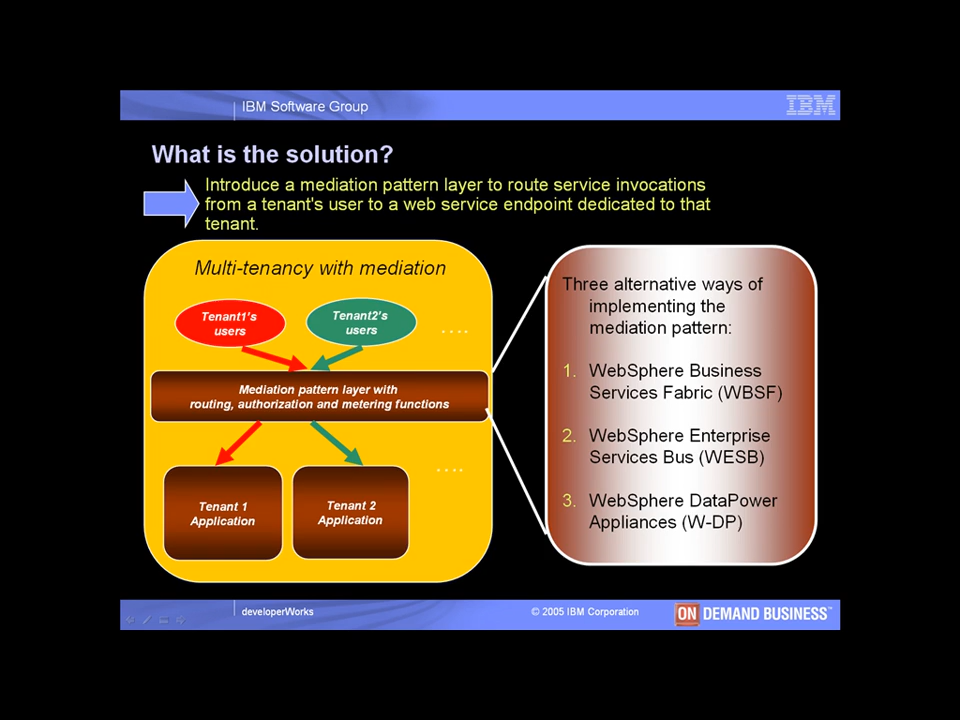 IBM Software Group
IBM
What is the solution?
Introduce a mediation pattern layer to route service invocations
from a tenant's user to a web service endpoint dedicated to that
tenant.
Multi-tenancy with mediation
Tenant1's
users
Tenant2's
users
....
Mediation pattern layer with
routing, authorization and metering functions
....
Tenant 1
Application
Tenant 2
Application
Three alternative ways of
implementing the
mediation pattern:
1. WebSphere Business
Services Fabric (WBSF)
2. WebSphere Enterprise
Services Bus (WESB)
3. WebSphere DataPower
Appliances (W-DP)
developerWorks
© 2005 IBM Corporation
ON DEMAND BUSINESS™